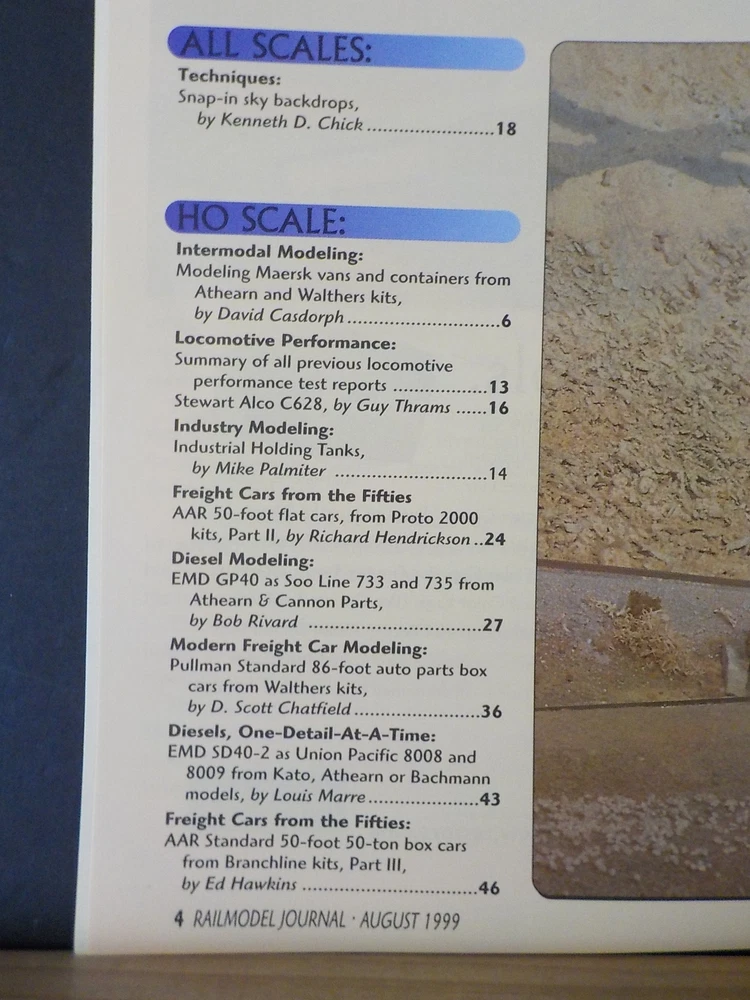 ALL SCALES:
Techniques:
Snap-in sky backdrops,
by Kenneth D. Chick..........................18
HO SCALE:
Intermodal Modeling:
Modeling Maersk vans and containers from
Athearn and Walthers kits,
by David Casdorph...............................6
Locomotive Performance:
Summary of all previous locomotive
performance test reports ...................13
Stewart Alco C628, by Guy Thrams ......16
Industry Modeling:
Industrial Holding Tanks,
by Mike Palmiter ...............................14
Freight Cars from the Fifties
AAR 50-foot flat cars, from Proto 2000
kits, Part II, by Richard Hendrickson..24
Diesel Modeling:
EMD GP40 as Soo Line 733 and 735 from
Athearn & Cannon Parts,
by Bob Rivard ...................................27
Modern Freight Car Modeling:
Pullman Standard 86-foot auto parts box
cars from Walthers kits,
by D. Scott Chatfield.........................36
Diesels, One-Detail-At-A-Time:
EMD SD40-2 as Union Pacific 8008 and
8009 from Kato, Athearn or Bachmann
models, by Louis Marre......................43
Freight Cars from the Fifties:
AAR Standard 50-foot 50-ton box cars
from Branchline kits, Part III,
by Ed Hawkins ...................................46
4 RAILMODEL JOURNAL · AUGUST 1999